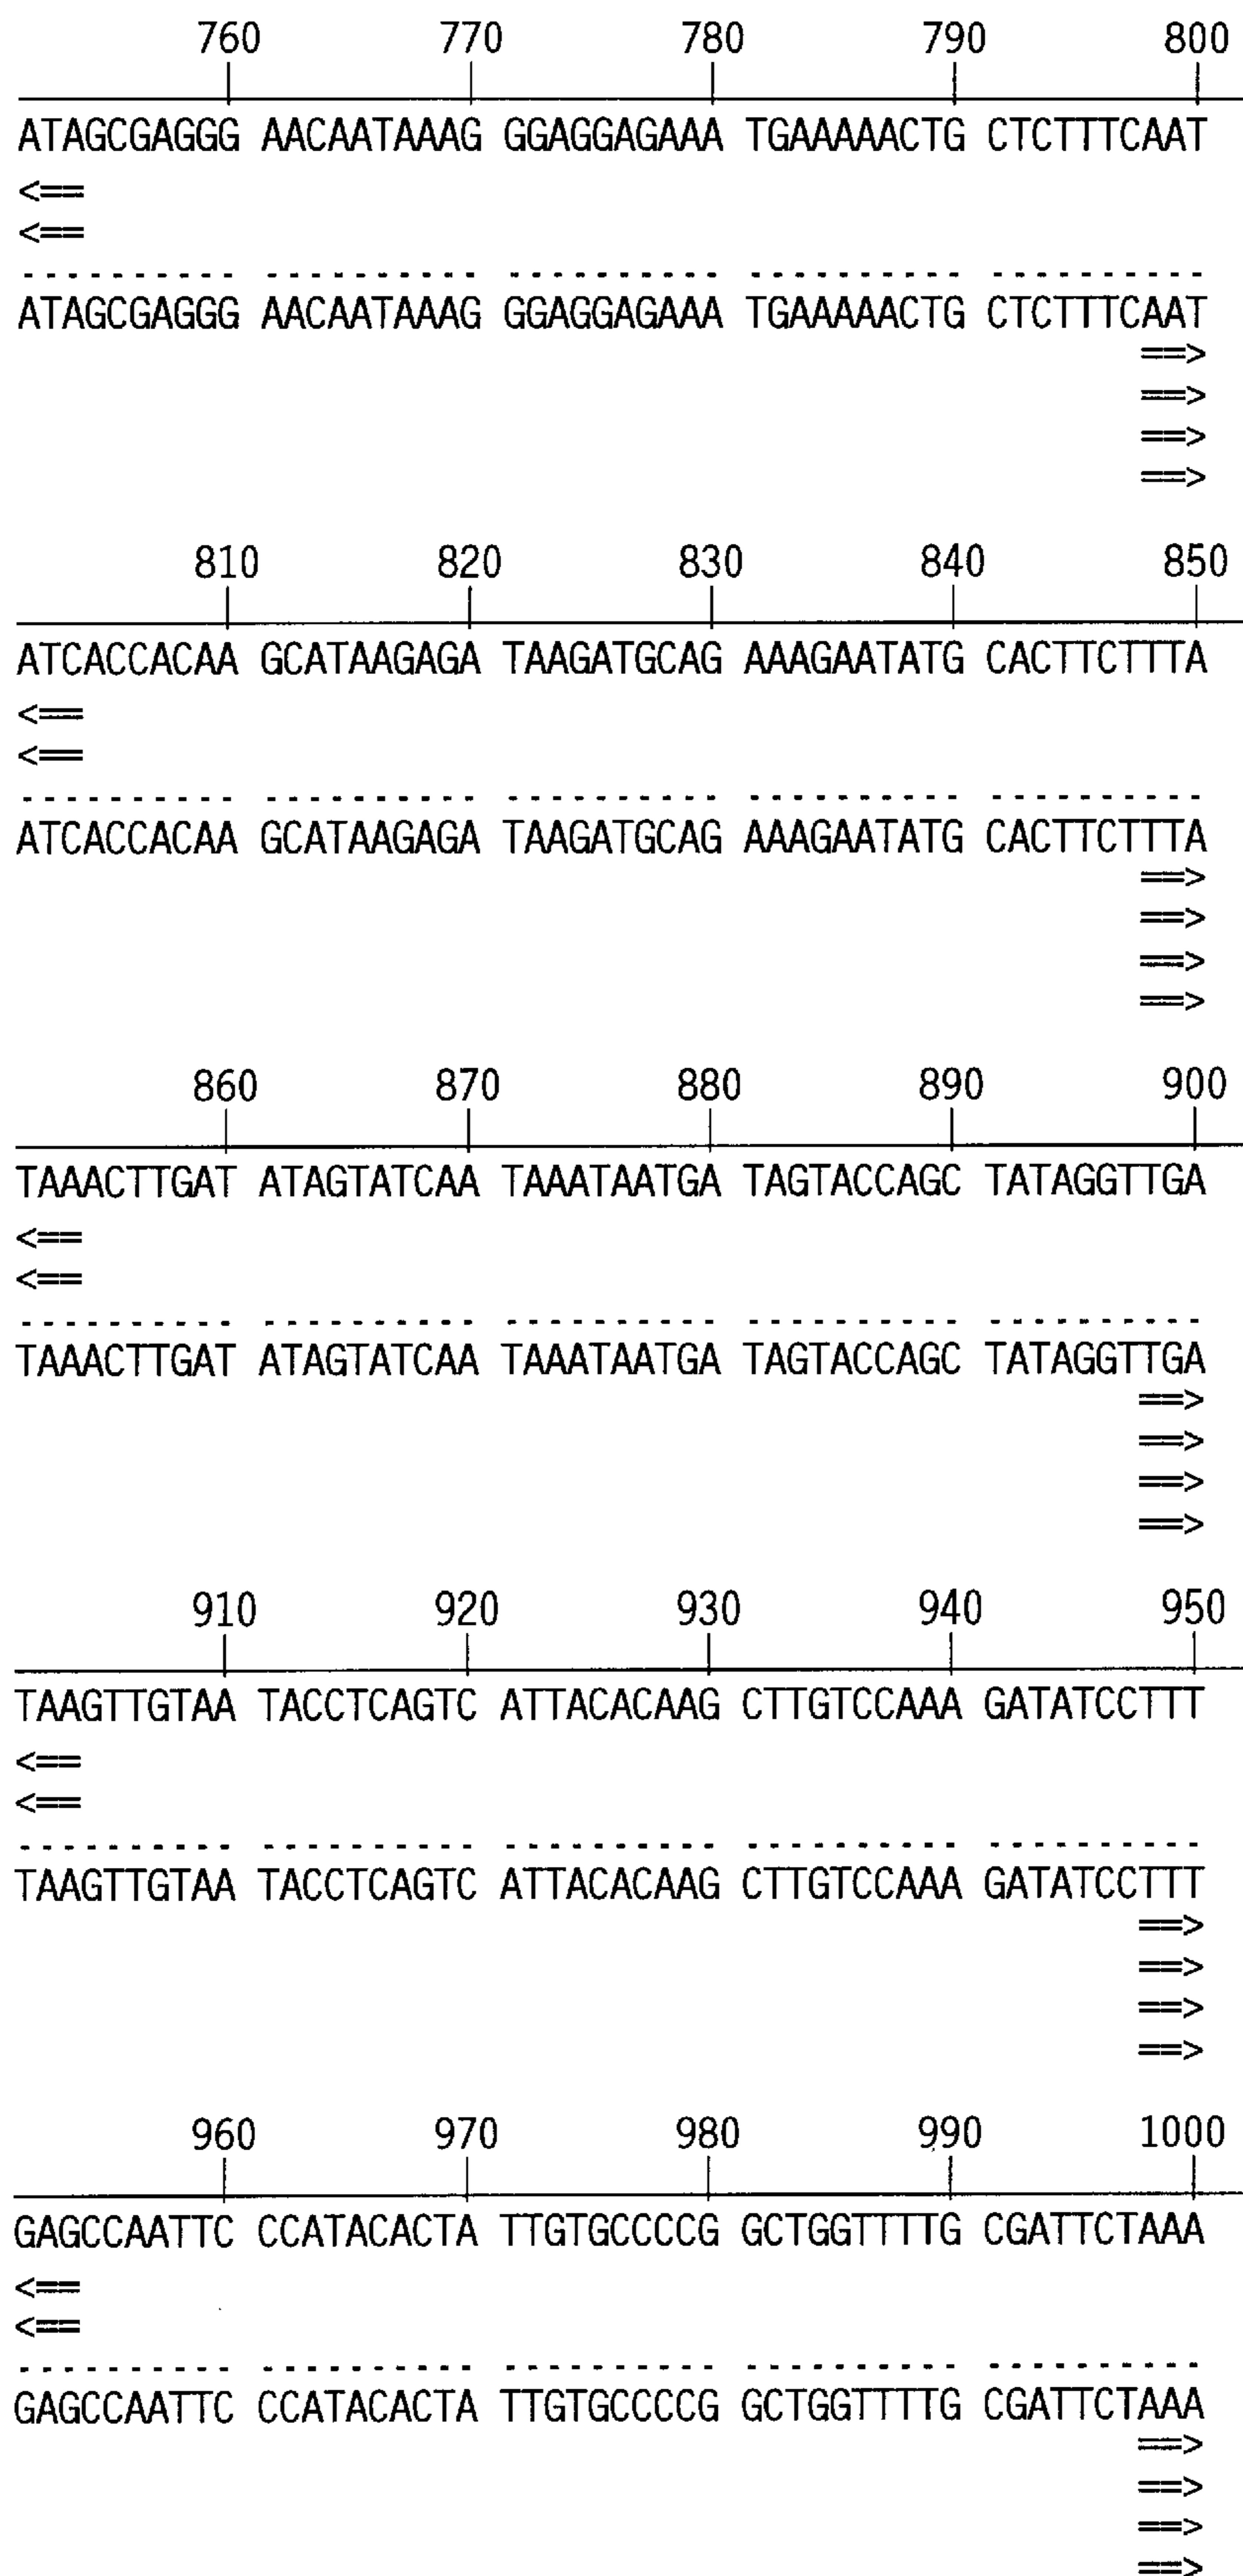 760 770 780 790 800
ATAGCGAGGG AACAATAAAG GGAGGAGAAA TGAAAAACTG CTCTTTCAAT
<==
<==
- - - - - - - - - - - - - - - - - - - - - - - - - - - - - - - - - - - - - - - - - - - - - - - - - -
ATAGCGAGGG AACAATAAAG GGAGGAGAAA TGAAAAACTG CTCTTTCAAT
==>
==>
==>
==>
810 820 830 840 850
ATCACCACAA GCATAAGAGA TAAGATGCAG AAAGAATATG CACTTCTTTA
<==
<==
- - - - - - - - - - - - - - - - - - - - - - - - - - - - - - - - - - - - - - - - - - - - - - - - - -
ATCACCACAA GCATAAGAGA TAAGATGCAG AAAGAATATG CACTTCTTTA
==>
==>
==>
==>
860 870 880 890 900
TAAACTTGAT ATAGTATCAA TAAATAATGA TAGTACCAGC TATAGGTTGA
<==
<==
- - - - - - - - - - - - - - - - - - - - - - - - - - - - - - - - - - - - - - - - - - - - - - - - - -
TAAACTTGAT ATAGTATCAA TAAATAATGA TAGTACCAGC TATAGGTTGA
==>
==>
==>
==>
910 920 930 940 950
TAAGTTGTAA TACCTCAGTC ATTACACAAG CTTGTCCAAA GATATCCTTT
<==
<==
- - - - - - - - - - - - - - - - - - - - - - - - - - - - - - - - - - - - - - - - - - - - - - - - - -
TAAGTTGTAA TACCTCAGTC ATTACACAAG CTTGTCCAAA GATATCCTTT
==>
==>
==>
==>
960 970 980 990 1000
GAGCCAATTC CCATACACTA TTGTGCCCCG GCTGGTTTTG CGATTCTAAA
<==
<==
- - - - - - - - - - - - - - - - - - - - - - - - - - - - - - - - - - - - - - - - - - - - - - - - - -
GAGCCAATTC CCATACACTA TTGTGCCCCG GCTGGTTTTG CGATTCTAAA
==>
==>
==>
==>